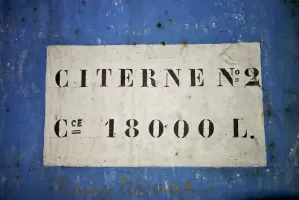 CITERNE Nº 2
Cᶜᴱ 18000 L.